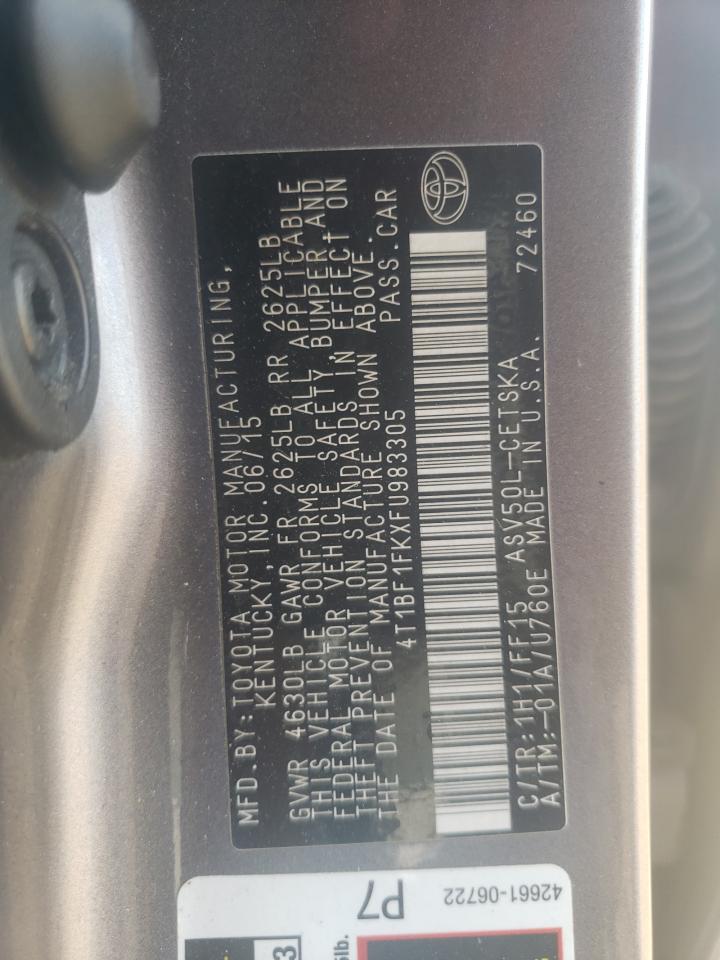 MFD.BY:TOYOTA MOTOR MANUFACTURING,
KENTUCKY,INC.06/15
GVWR 4630LB GAWR FR 2625LB RR 2625LB
THIS VEHICLE CONFORMS TO ALL APPLICABLE
FEDERAL MOTOR VEHICLE SAFETY,BUMPER,AND
THEFT PREVENTION STANDARDS IN EFFECT ON
THE DATE OF MANUFACTURE SHOWN ABOVE.
4T1BF1FKXFU983305 PASS.CAR
C/TR:1H1/FF15 ASV50L-CETSKA 72460
A/TM:-01A/U760E MADE IN U.S.A.
P7
42661-06722
3